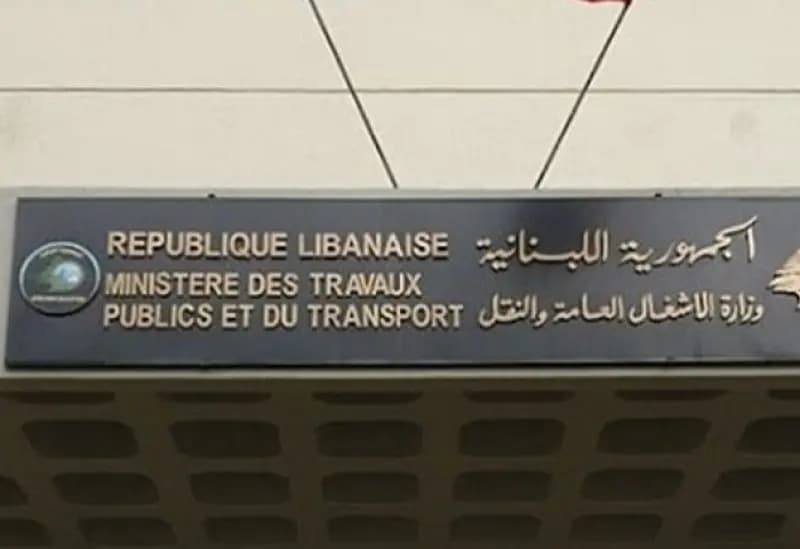 REPUBLIQUE LIBANAISE
MINISTERE DES TRAVAUX
PUBLICS ET DU TRANSPORT
الجمهورية اللبنانية
وزارة الاشغال العامة والنقل